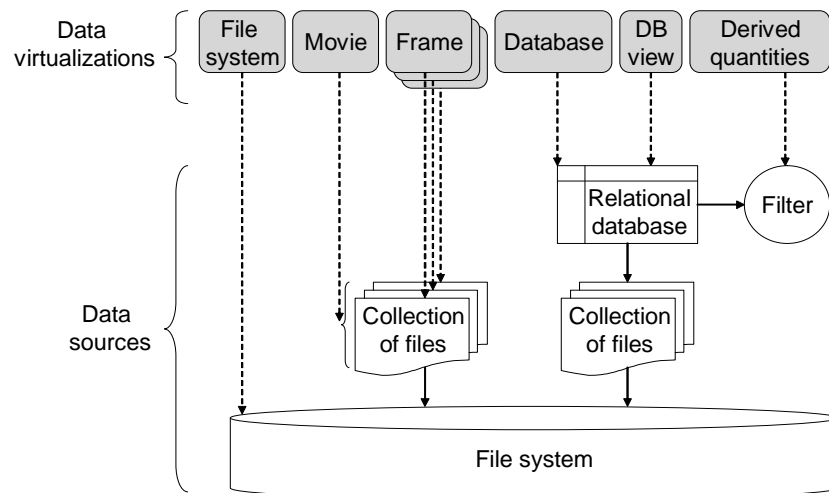 Data
virtualizations
File
system
Movie
Frame
Database
DB
view
Derived
quantities
Data
sources
Relational
database
Filter
Collection
of files
Collection
of files
File system